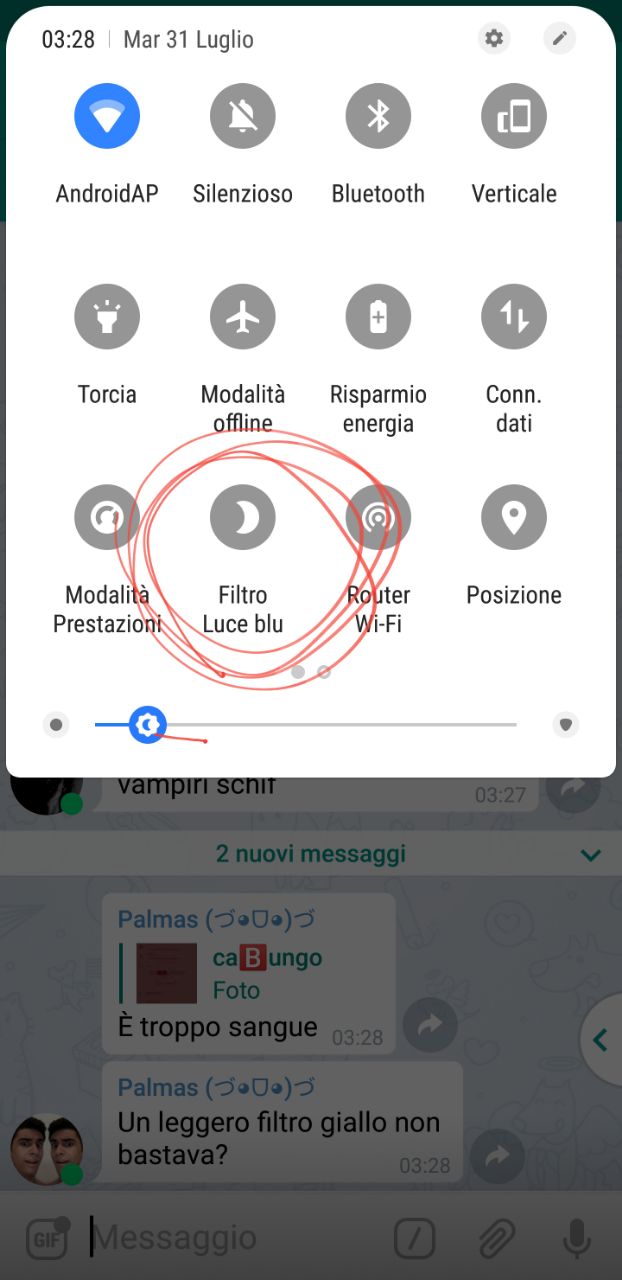 03:28 | Mar 31 Luglio
AndroidAP Silenzioso Bluetooth Verticale
Torcia Modalità Risparmio Conn.
offline energia dati
Modalità Filtro Router Posizione
Prestazioni Luce blu Wi-Fi
vampiri schif
03:27
2 nuovi messaggi
Palmas (づ◕ᗜ◕)づ
ca🅱️ungo
Foto
È troppo sangue 03:28
Palmas (づ◕ᗜ◕)づ
Un leggero filtro giallo non
bastava?
03:28
GIF Messaggio